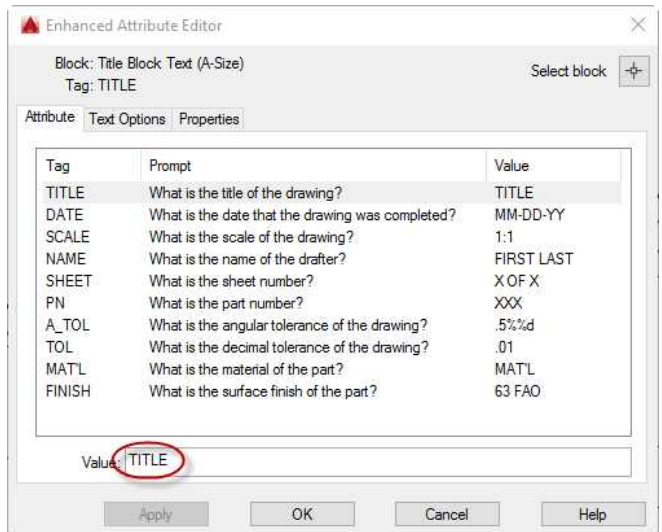 Enhanced Attribute Editor
Block: Title Block Text (A-Size)
Tag: TITLE
Select block
Attribute Text Options Properties
Tag Prompt Value
TITLE What is the title of the drawing? TITLE
DATE What is the date that the drawing was completed? MM-DD-YY
SCALE What is the scale of the drawing? 1:1
NAME What is the name of the drafter? FIRST LAST
SHEET What is the sheet number? X OF X
PN What is the part number? XXX
A_TOL What is the angular tolerance of the drawing? .5%%d
TOL What is the decimal tolerance of the drawing? .01
MAT'L What is the material of the part? MAT'L
FINISH What is the surface finish of the part? 63 FAO
Value: TITLE
Apply OK Cancel Help